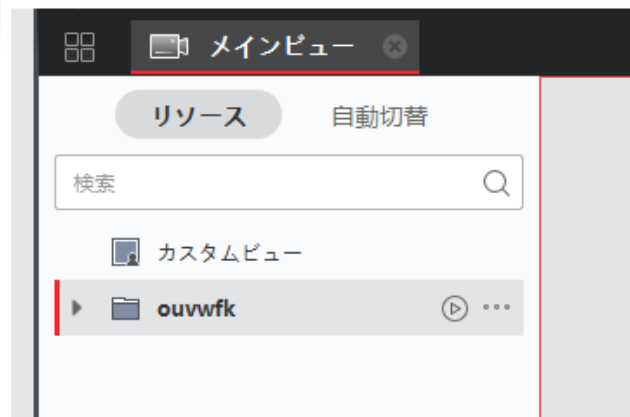 メインビュー
リソース 自動切替
検索
カスタムビュー
ouvwfk